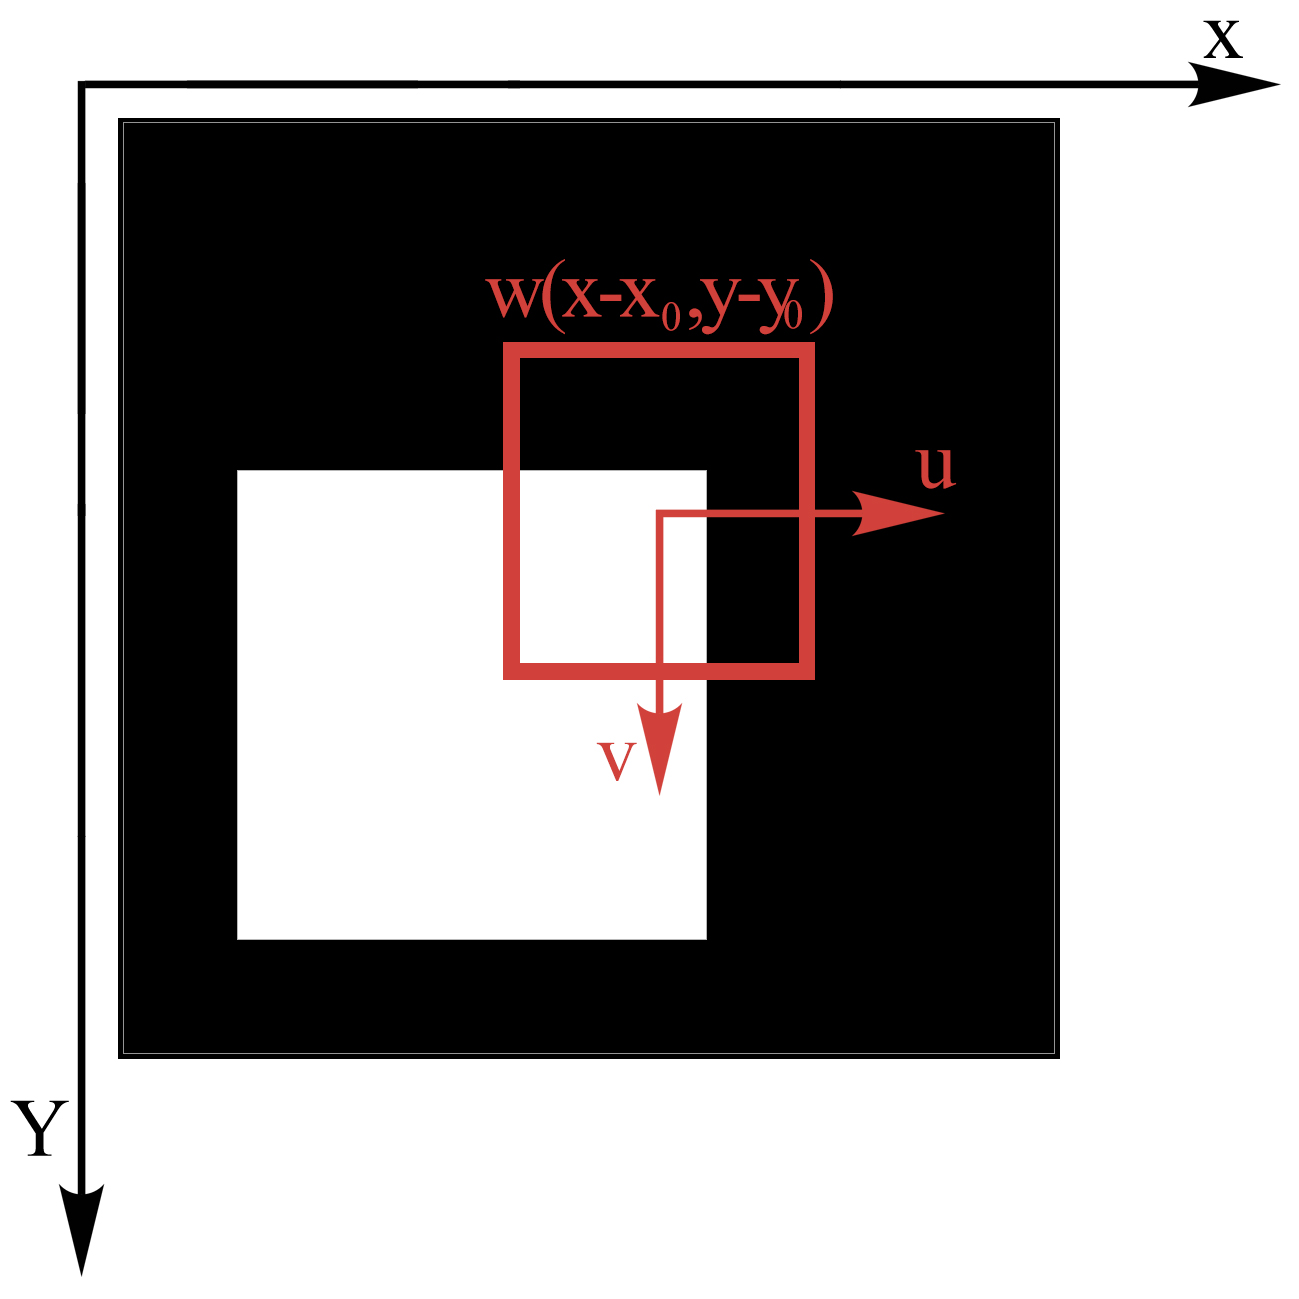 x
w(x-x₀,y-y₀)
u
v
Y